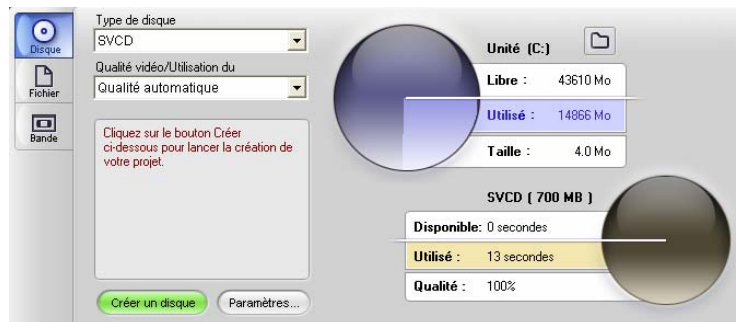 Disque
Fichier
Bande
Type de disque
SVCD
Qualité vidéo/Utilisation du
Qualité automatique
Cliquez sur le bouton Créer
ci-dessous pour lancer la création de
votre projet.
Créer un disque
Paramètres...
Unité (C:)
Libre : 43610 Mo
Utilisé : 14866 Mo
Taille : 4.0 Mo
SVCD ( 700 MB )
Disponible: 0 secondes
Utilisé : 13 secondes
Qualité : 100%